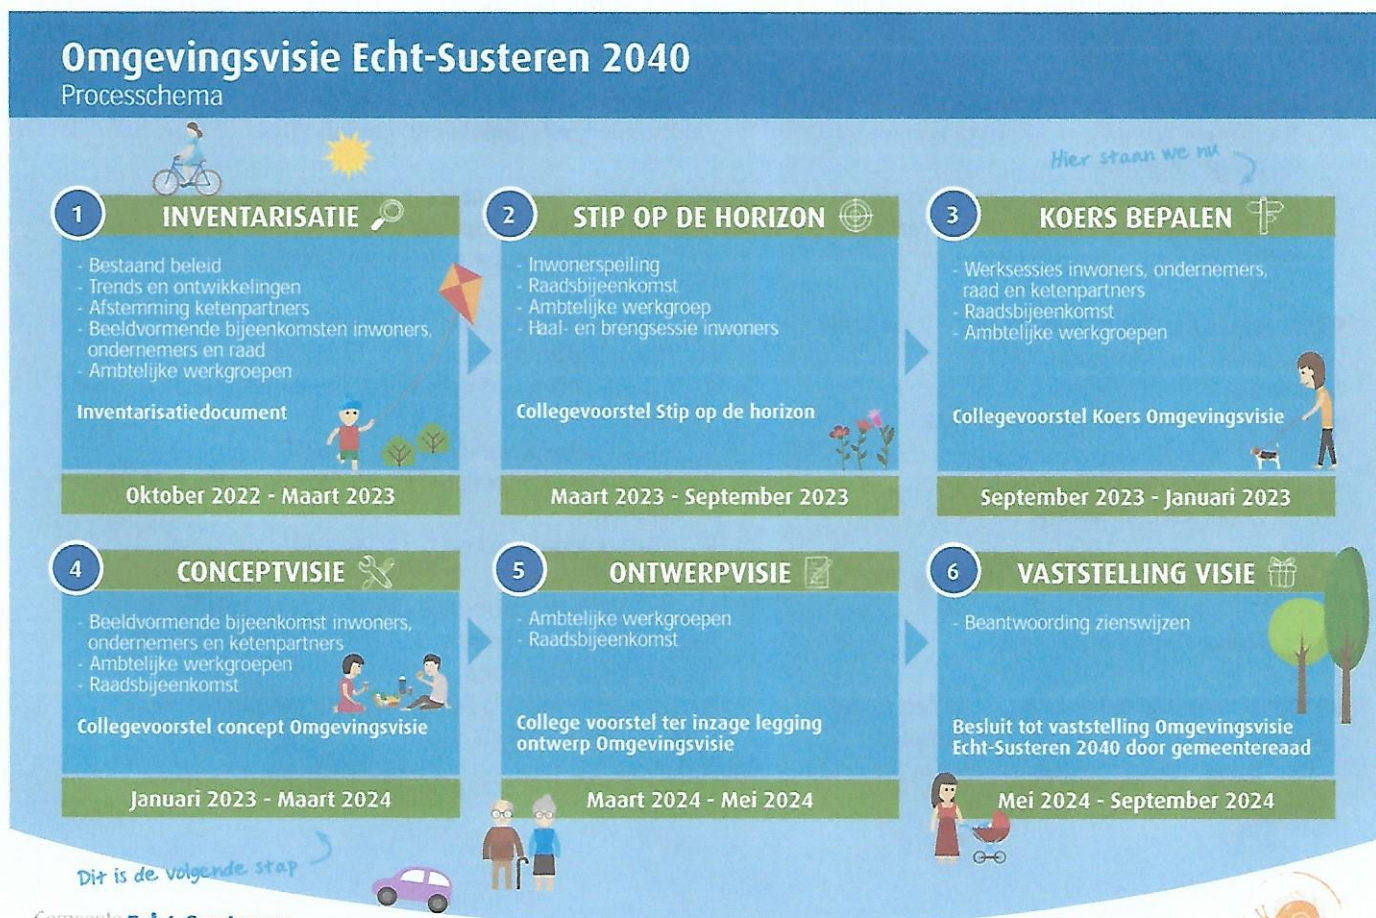 Omgevingsvisie Echt-Susteren 2040
Processchema
Hier staan we nu
1 INVENTARISATIE
- Bestaand beleid
- Trends en ontwikkelingen
- Afstemming ketenpartners
- Beeldvormende bijeenkomsten inwoners,
ondernemers en raad
- Ambtelijke werkgroepen
Inventarisatiedocument
Oktober 2022 - Maart 2023
2 STIP OP DE HORIZON
- Inwonerspeiling
- Raadsbijeenkomst
- Ambtelijke werkgroep
- Haal- en brengsessie inwoners
Collegevoorstel Stip op de horizon
Maart 2023 - September 2023
3 KOERS BEPALEN
- Werksessies inwoners, ondernemers,
raad en ketenpartners
- Raadsbijeenkomst
- Ambtelijke werkgroepen
Collegevoorstel Koers Omgevingsvisie
September 2023 - Januari 2023
4 CONCEPTVISIE
- Beeldvormende bijeenkomst inwoners,
ondernemers en ketenpartners
- Ambtelijke werkgroepen
- Raadsbijeenkomst
Collegevoorstel concept Omgevingsvisie
Januari 2023 - Maart 2024
5 ONTWERPVISIE
- Ambtelijke werkgroepen
- Raadsbijeenkomst
College voorstel ter inzage legging
ontwerp Omgevingsvisie
Maart 2024 - Mei 2024
6 VASTSTELLING VISIE
- Beantwoording zienswijzen
Besluit tot vaststelling Omgevingsvisie
Echt-Susteren 2040 door gemeentereaad
Mei 2024 - September 2024
Dit is de volgende stap